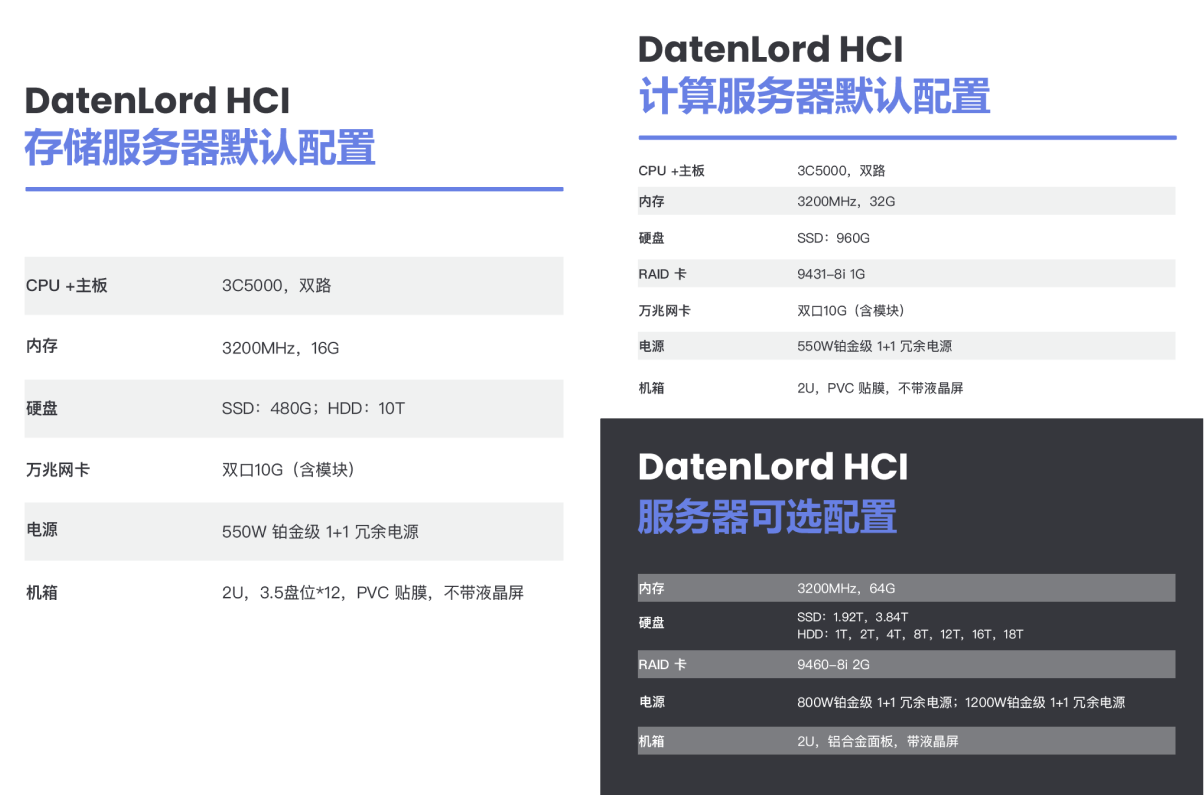 DatenLord HCI
存储服务器默认配置
CPU +主板 3C5000，双路
内存 3200MHz，16G
硬盘 SSD：480G；HDD：10T
万兆网卡 双口10G（含模块）
电源 550W 铂金级 1+1 冗余电源
机箱 2U，3.5盘位*12，PVC 贴膜，不带液晶屏
DatenLord HCI
计算服务器默认配置
CPU +主板 3C5000，双路
内存 3200MHz，32G
硬盘 SSD：960G
RAID 卡 9431-8i 1G
万兆网卡 双口10G（含模块）
电源 550W铂金级 1+1 冗余电源
机箱 2U，PVC 贴膜，不带液晶屏
DatenLord HCI
服务器可选配置
内存 3200MHz，64G
硬盘 SSD：1.92T，3.84T
HDD：1T，2T，4T，8T，12T，16T，18T
RAID 卡 9460-8i 2G
电源 800W铂金级 1+1 冗余电源；1200W铂金级 1+1 冗余电源
机箱 2U，铝合金面板，带液晶屏